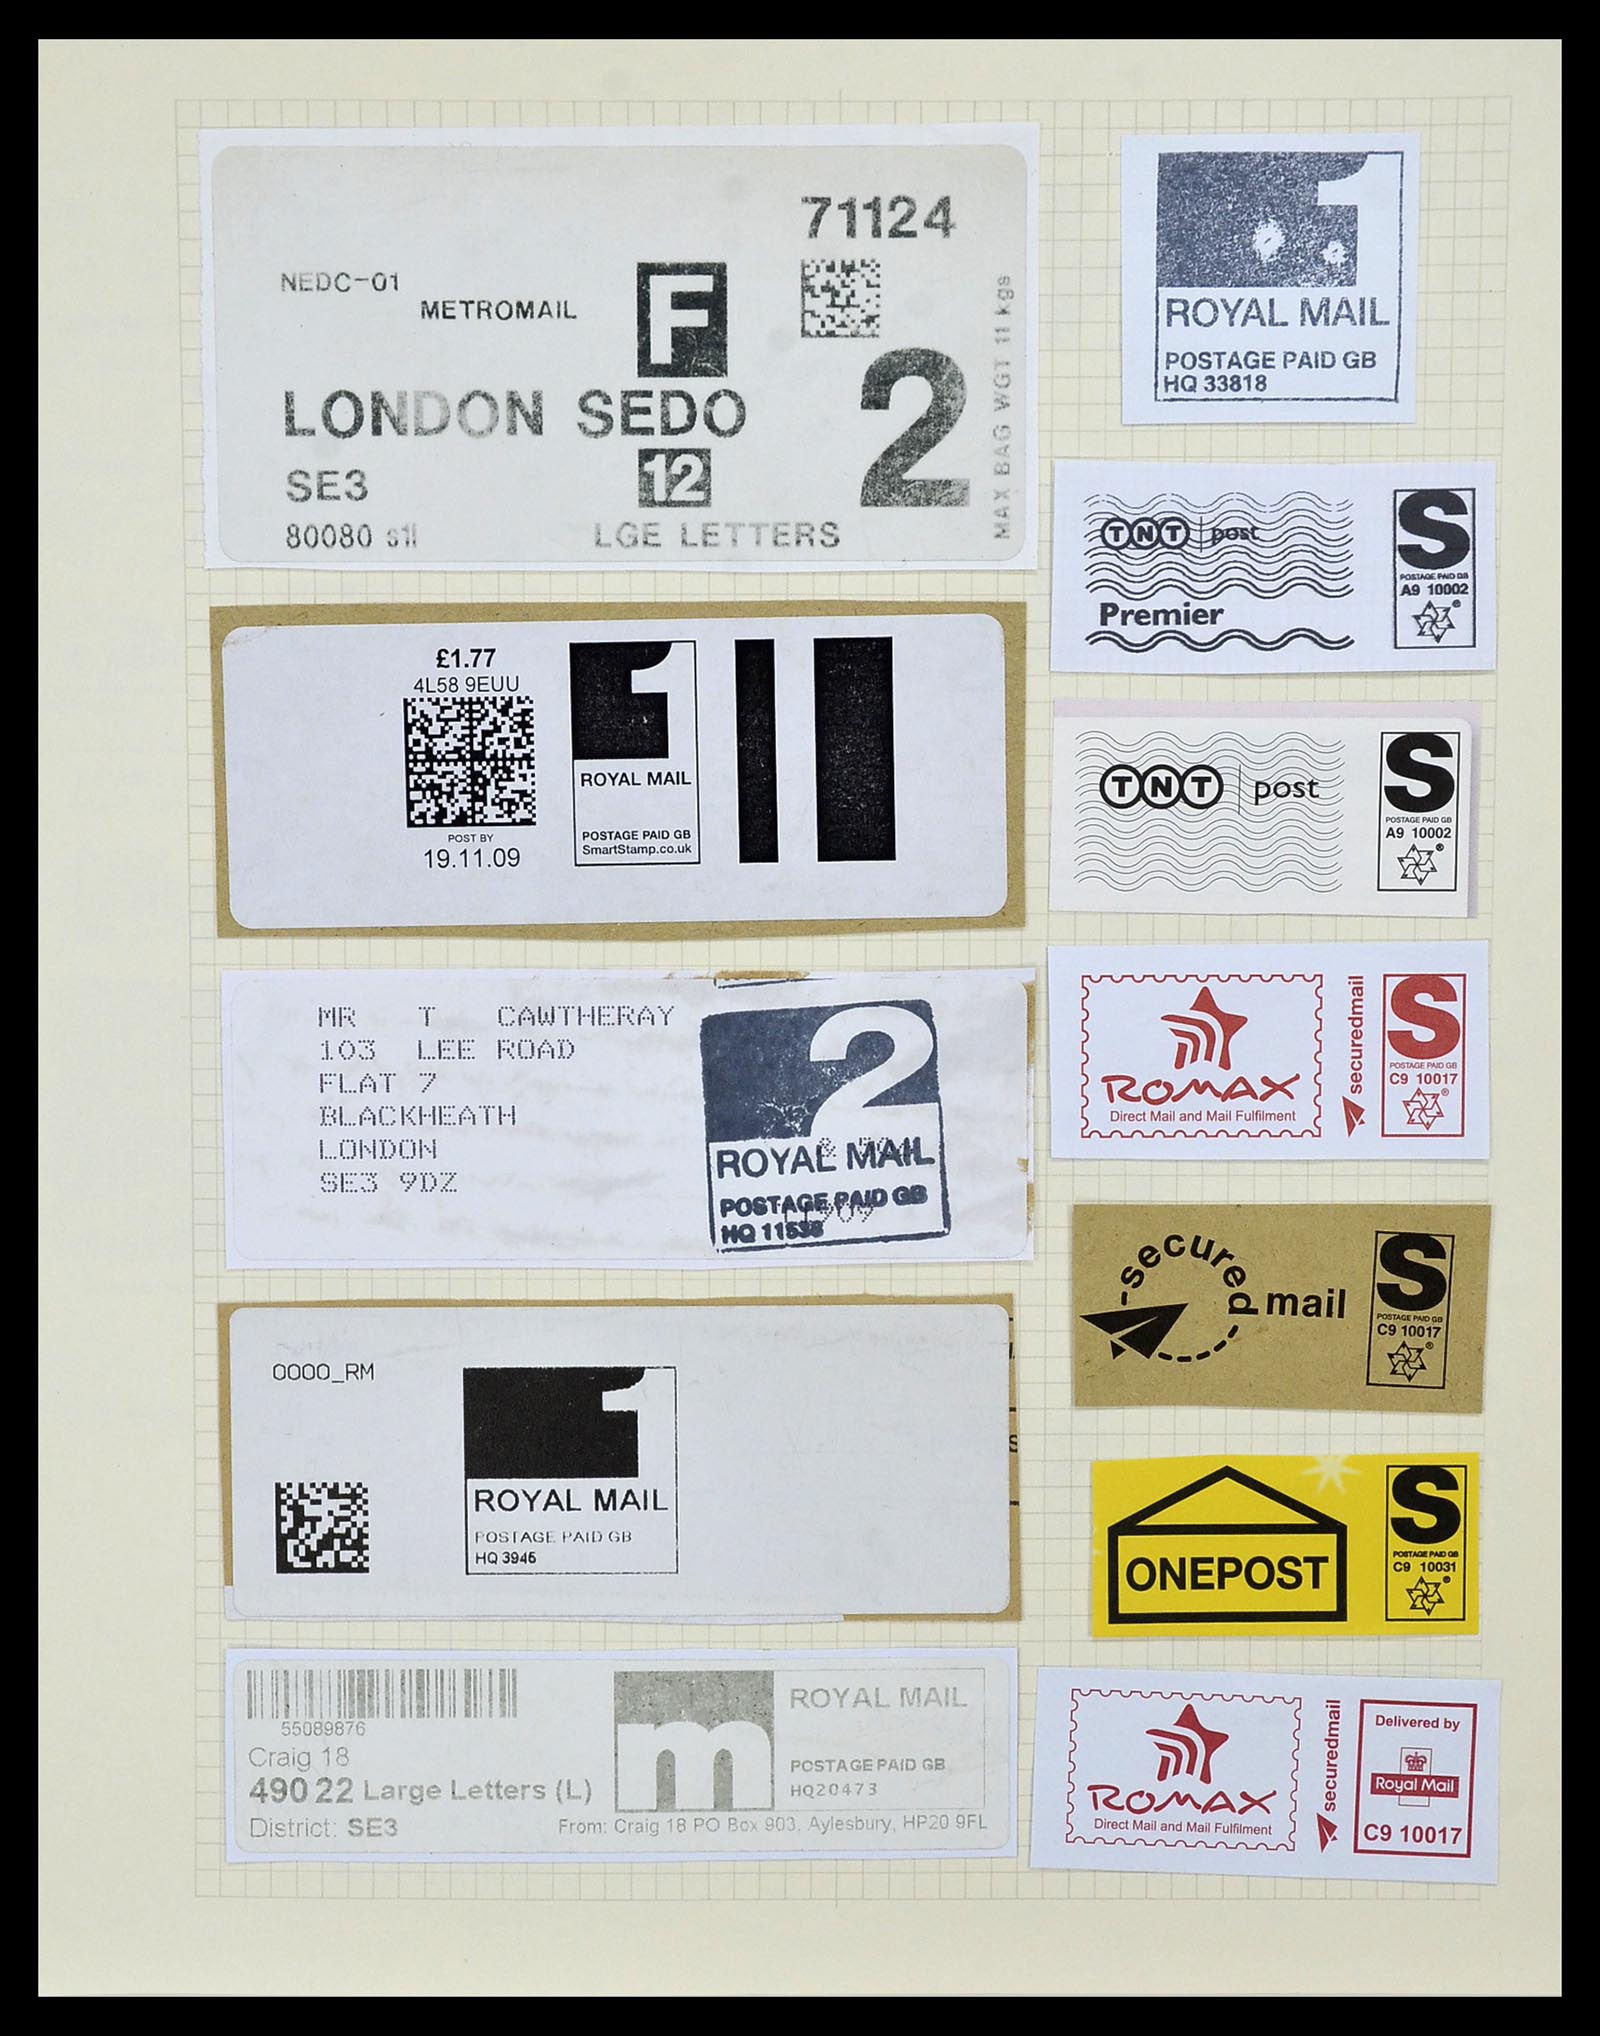 71124
NEDC-01
METROMAIL
F
LONDON SEDO
2
MAX BAG WGT 11 kgs
SE3
12
80080 s1l
LGE LETTERS
£1.77
4L58 9EUU
POST BY
19.11.09
1
ROYAL MAIL
POSTAGE PAID GB
SmartStamp.co.uk
MR T CAWTHERAY
103 LEE ROAD
FLAT 7
BLACKHEATH
LONDON
SE3 9DZ
2
ROYAL MAIL
POSTAGE PAID GB
HQ 11538
0000_RM
1
ROYAL MAIL
POSTAGE PAID GB
HQ 3945
55089876
Craig 18
490 22 Large Letters (L)
District: SE3
m
ROYAL MAIL
POSTAGE PAID GB
HQ20473
From: Craig 18 PO Box 903, Aylesbury, HP20 9FL
1
ROYAL MAIL
POSTAGE PAID GB
HQ 33818
TNT post
Premier
S
POSTAGE PAID GB
A9 10002
TNT post
S
POSTAGE PAID GB
A9 10002
ROMAX
Direct Mail and Mail Fulfilment
securedmail
S
POSTAGE PAID GB
C9 10017
secured mail
S
POSTAGE PAID GB
C9 10017
ONEPOST
S
POSTAGE PAID GB
C9 10031
ROMAX
Direct Mail and Mail Fulfilment
securedmail
Delivered by
Royal Mail
C9 10017